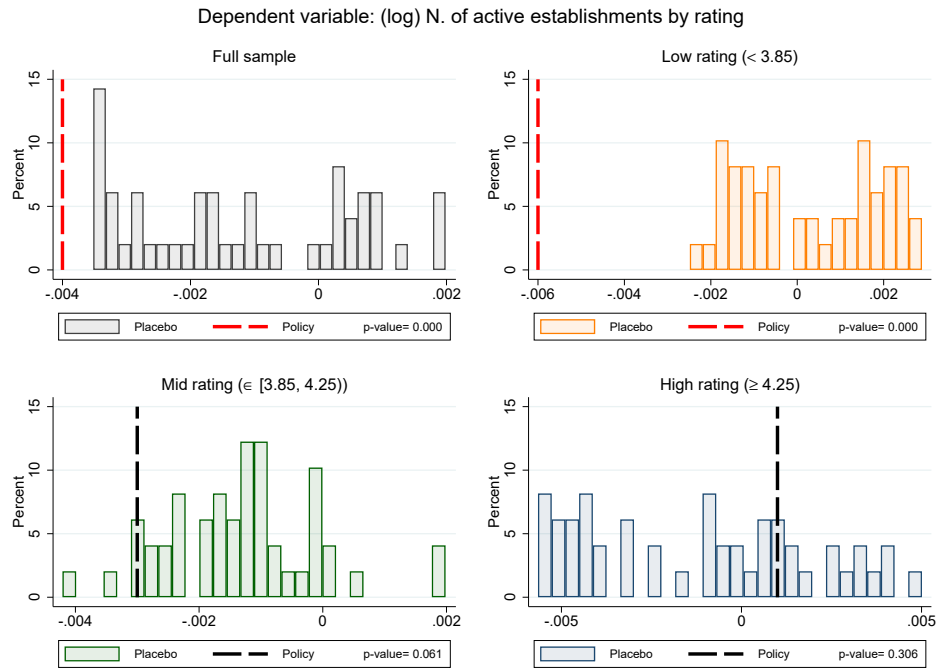 Dependent variable: (log) N. of active establishments by rating
Full sample
Percent
15
10
5
0
-.004
-.002
0
.002
Placebo
Policy
p-value= 0.000
Low rating (< 3.85)
Percent
15
10
5
0
-.006
-.004
-.002
0
.002
Placebo
Policy
p-value= 0.000
Mid rating (∈ [3.85, 4.25))
Percent
15
10
5
0
-.004
-.002
0
.002
Placebo
Policy
p-value= 0.061
High rating (≥ 4.25)
Percent
15
10
5
0
-.005
0
.005
Placebo
Policy
p-value= 0.306